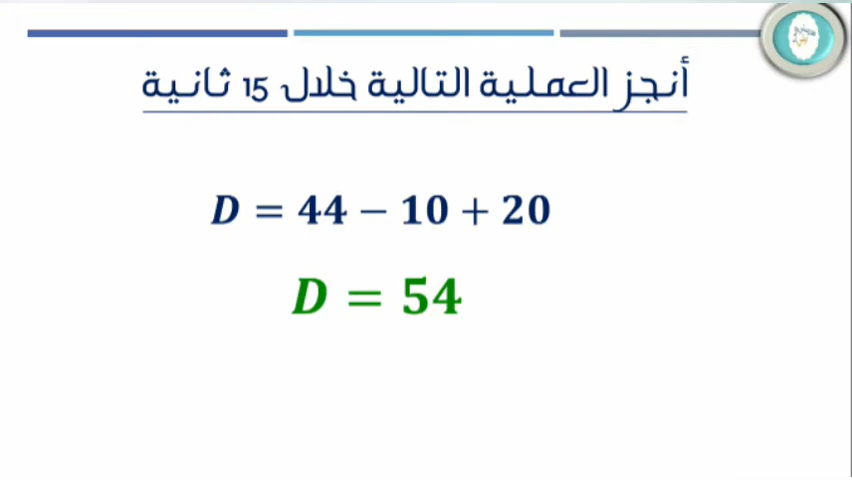 أنجز العملية التالية خلال 15 ثانية
D = 44 − 10 + 20
D = 54